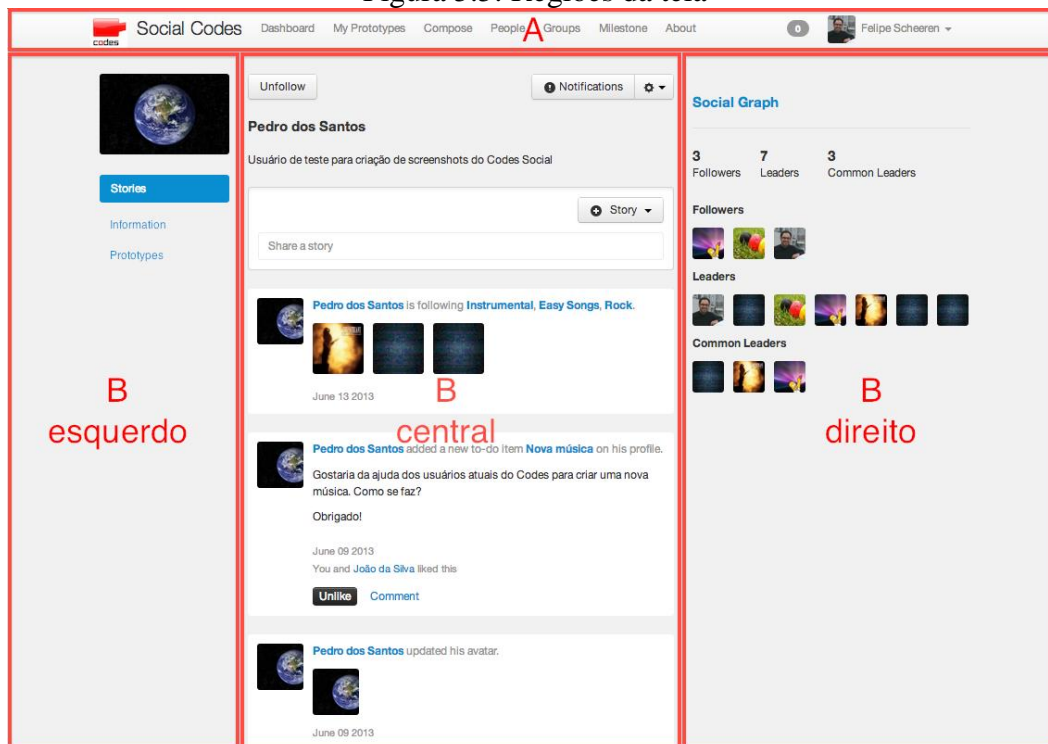 Figura 3.3: Regiões da tela
codes
Social Codes
Dashboard My Prototypes Compose People Groups Milestone About
A
0
Felipe Scheeren
Stories
Information
Prototypes
B
esquerdo
Unfollow
Notifications
Pedro dos Santos
Usuário de teste para criação de screenshots do Codes Social
Story
Share a story
Pedro dos Santos is following Instrumental, Easy Songs, Rock.
June 13 2013
B
central
Pedro dos Santos added a new to-do item Nova música on his profile.
Gostaria da ajuda dos usuários atuais do Codes para criar uma nova
música. Como se faz?
Obrigado!
June 09 2013
You and João da Silva liked this
Unlike Comment
Pedro dos Santos updated his avatar.
June 09 2013
Social Graph
3 7 3
Followers Leaders Common Leaders
Followers
Leaders
Common Leaders
B
direito